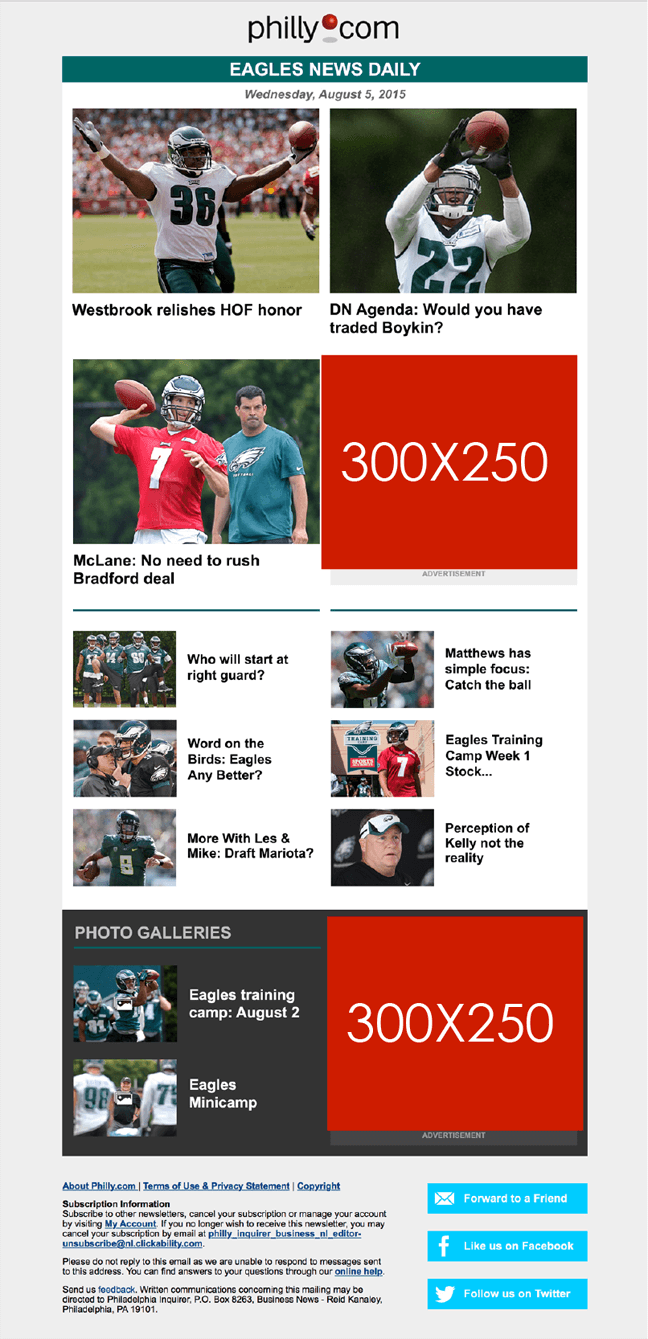 philly.com
EAGLES NEWS DAILY
Wednesday, August 5, 2015
36
22
Westbrook relishes HOF honor
DN Agenda: Would you have
traded Boykin?
7
300X250
ADVERTISEMENT
McLane: No need to rush
Bradford deal
Who will start at
right guard?
Matthews has
simple focus:
Catch the ball
Word on the
Birds: Eagles
Any Better?
TRAINING
7
Eagles Training
Camp Week 1
Stock...
8
More With Les &
Mike: Draft Mariota?
Perception of
Kelly not the
reality
PHOTO GALLERIES
Eagles training
camp: August 2
98
Eagles
Minicamp
300X250
ADVERTISEMENT
About Philly.com | Terms of Use & Privacy Statement | Copyright
Subscription Information
Subscribe to other newsletters, cancel your subscription or manage your account
by visiting My Account. If you no longer wish to receive this newsletter, you may
cancel your subscription by email at philly_inquirer_business_nl_editor-
unsubscribe@nl.clickability.com.
Please do not reply to this email as we are unable to respond to messages sent
to this address. You can find answers to your questions through our online help.
Send us feedback. Written communications concerning this mailing may be
directed to Philadelphia Inquirer, P.O. Box 8263, Business News - Reid Kanaley,
Philadelphia, PA 19101.
Forward to a Friend
Like us on Facebook
Follow us on Twitter